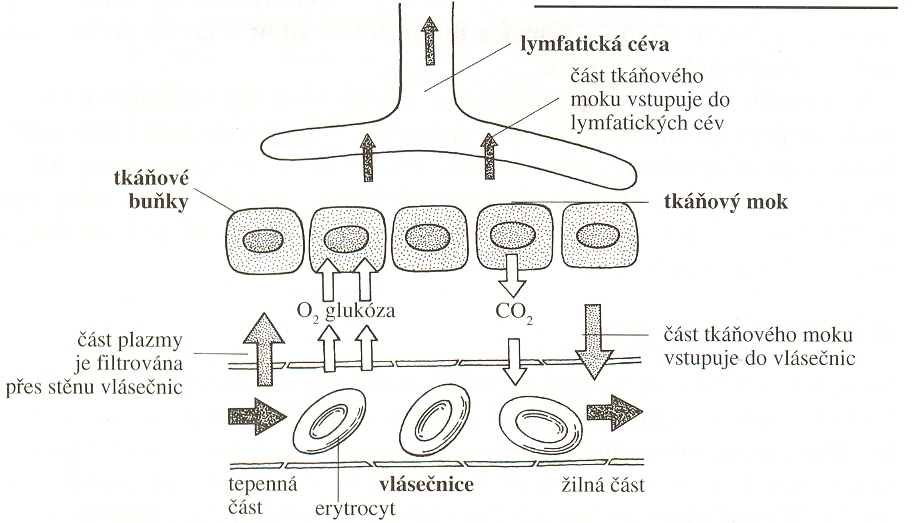 lymfatická céva
část tkáňového
moku vstupuje do
lymfatických cév
tkáňové
buňky
tkáňový mok
O₂ glukóza
CO₂
část plazmy
je filtrována
přes stěnu vlásečnic
část tkáňového moku
vstupuje do vlásečnic
tepenná
část
erytrocyt
vlásečnice
žilná část